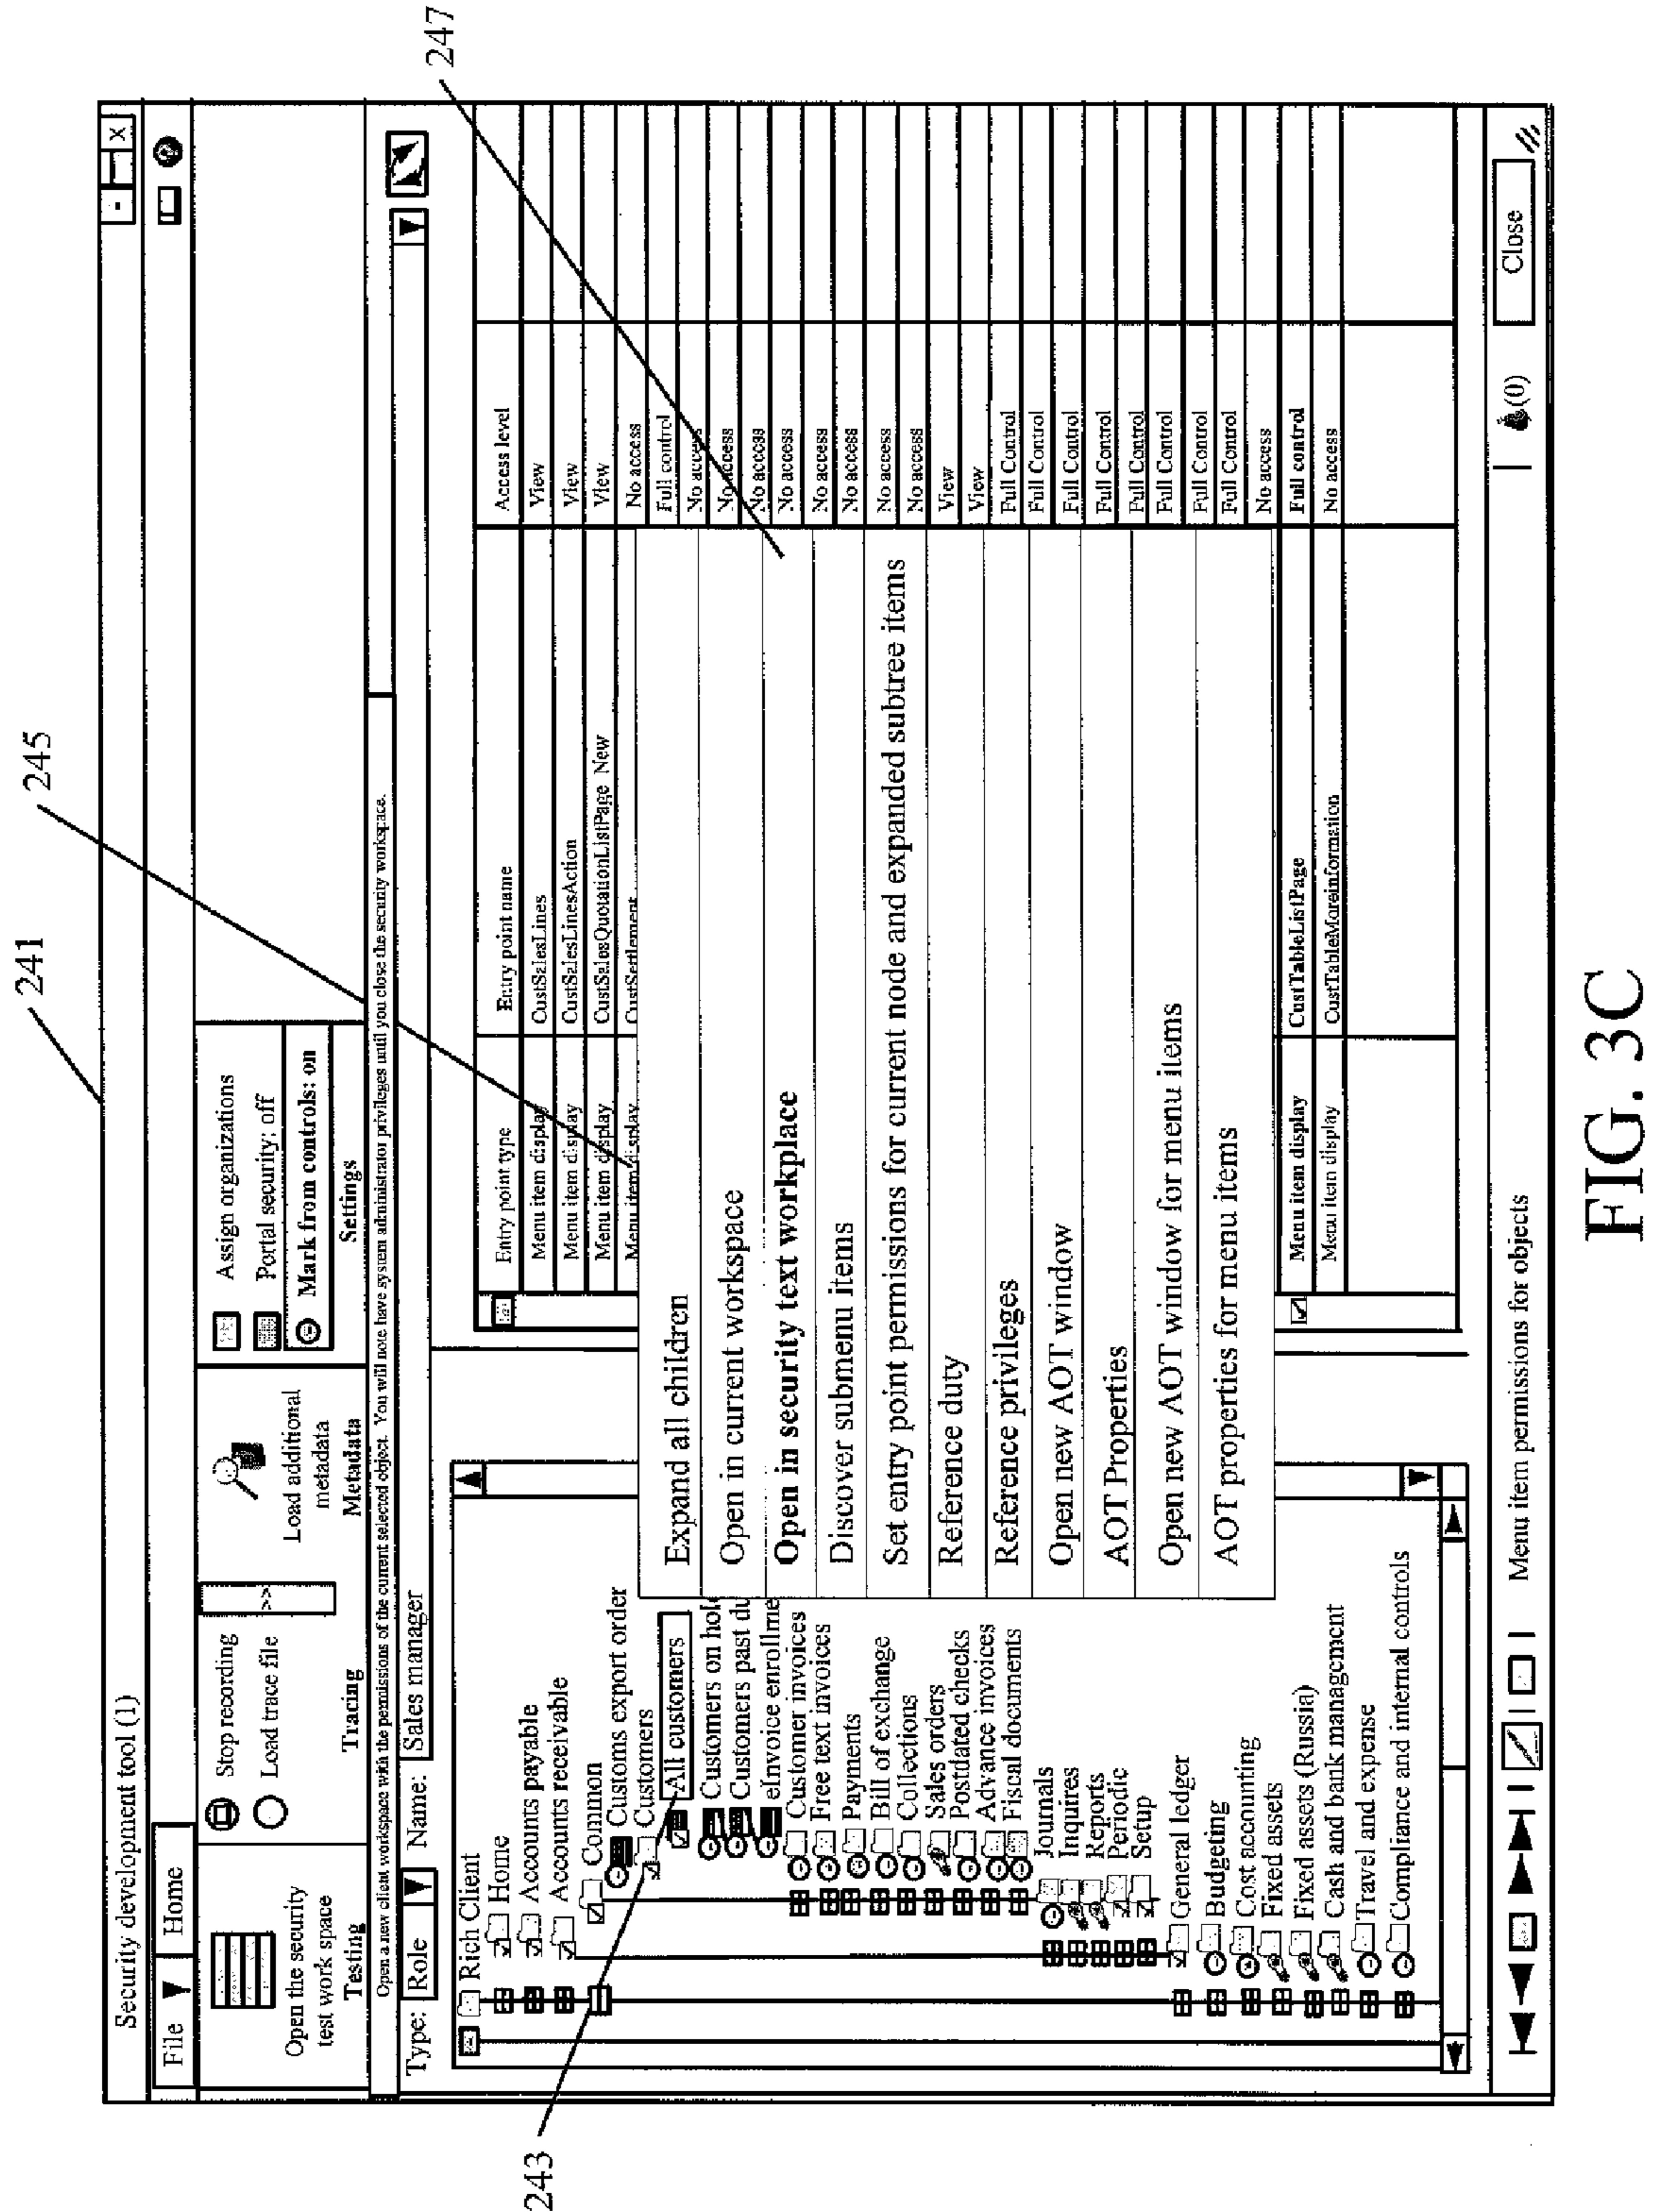 241
245
247
243
Security development tool (1)
File
Home
Open the security
test work space
Testing
Stop recording
Load trace file
>>
Tracing
Load additional
metadata
Metadata
Assign organizations
Portal security: off
Mark from controls: on
Settings
Open a new client workspace with the permissions of the current selected object. You will note have system administrator privileges until you close the security workspace.
Type: Role Name: Sales manager
Rich Client
Home
Accounts payable
Accounts receivable
Common
Customs export order
Customers
All customers
Customers on hold
Customers past du
eInvoice enrollme
Customer invoices
Free text invoices
Payments
Bill of exchange
Collections
Sales orders
Postdated checks
Advance invoices
Fiscal documents
Journals
Inquires
Reports
Periodic
Setup
General ledger
Budgeting
Cost accounting
Fixed assets
Fixed assets (Russia)
Cash and bank managment
Travel and expense
Compliance and internal controls
Entry point type Entry point name Access level
Menu item display CustSalesLines View
Menu item display CustSalesLinesAction View
Menu item display CustSalesQuotationListPage New View
Menu item display CustSettlement No access
Full control
No access
No access
No access
No access
No access
No access
No access
No access
View
View
Full Control
Full Control
Full Control
Full Control
Full Control
Full Control
Full Control
Full Control
No access
Menu item display CustTableListPage Full control
Menu item display CustTableMoreinformation No access
Expand all children
Open in current workspace
Open in security text workplace
Discover submenu items
Set entry point permissions for current node and expanded subtree items
Reference duty
Reference privileges
Open new AOT window
AOT Properties
Open new AOT window for menu items
AOT properties for menu items
Menu item permissions for objects
(0)
Close
FIG. 3C